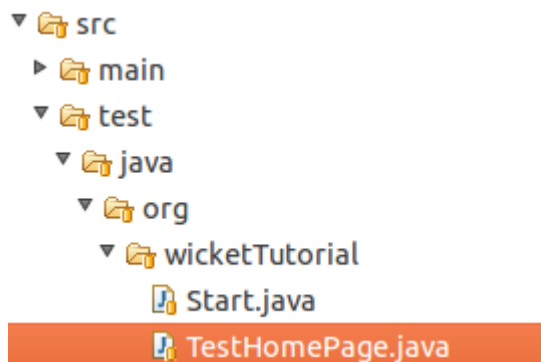 src
main
test
java
org
wicketTutorial
Start.java
TestHomePage.java